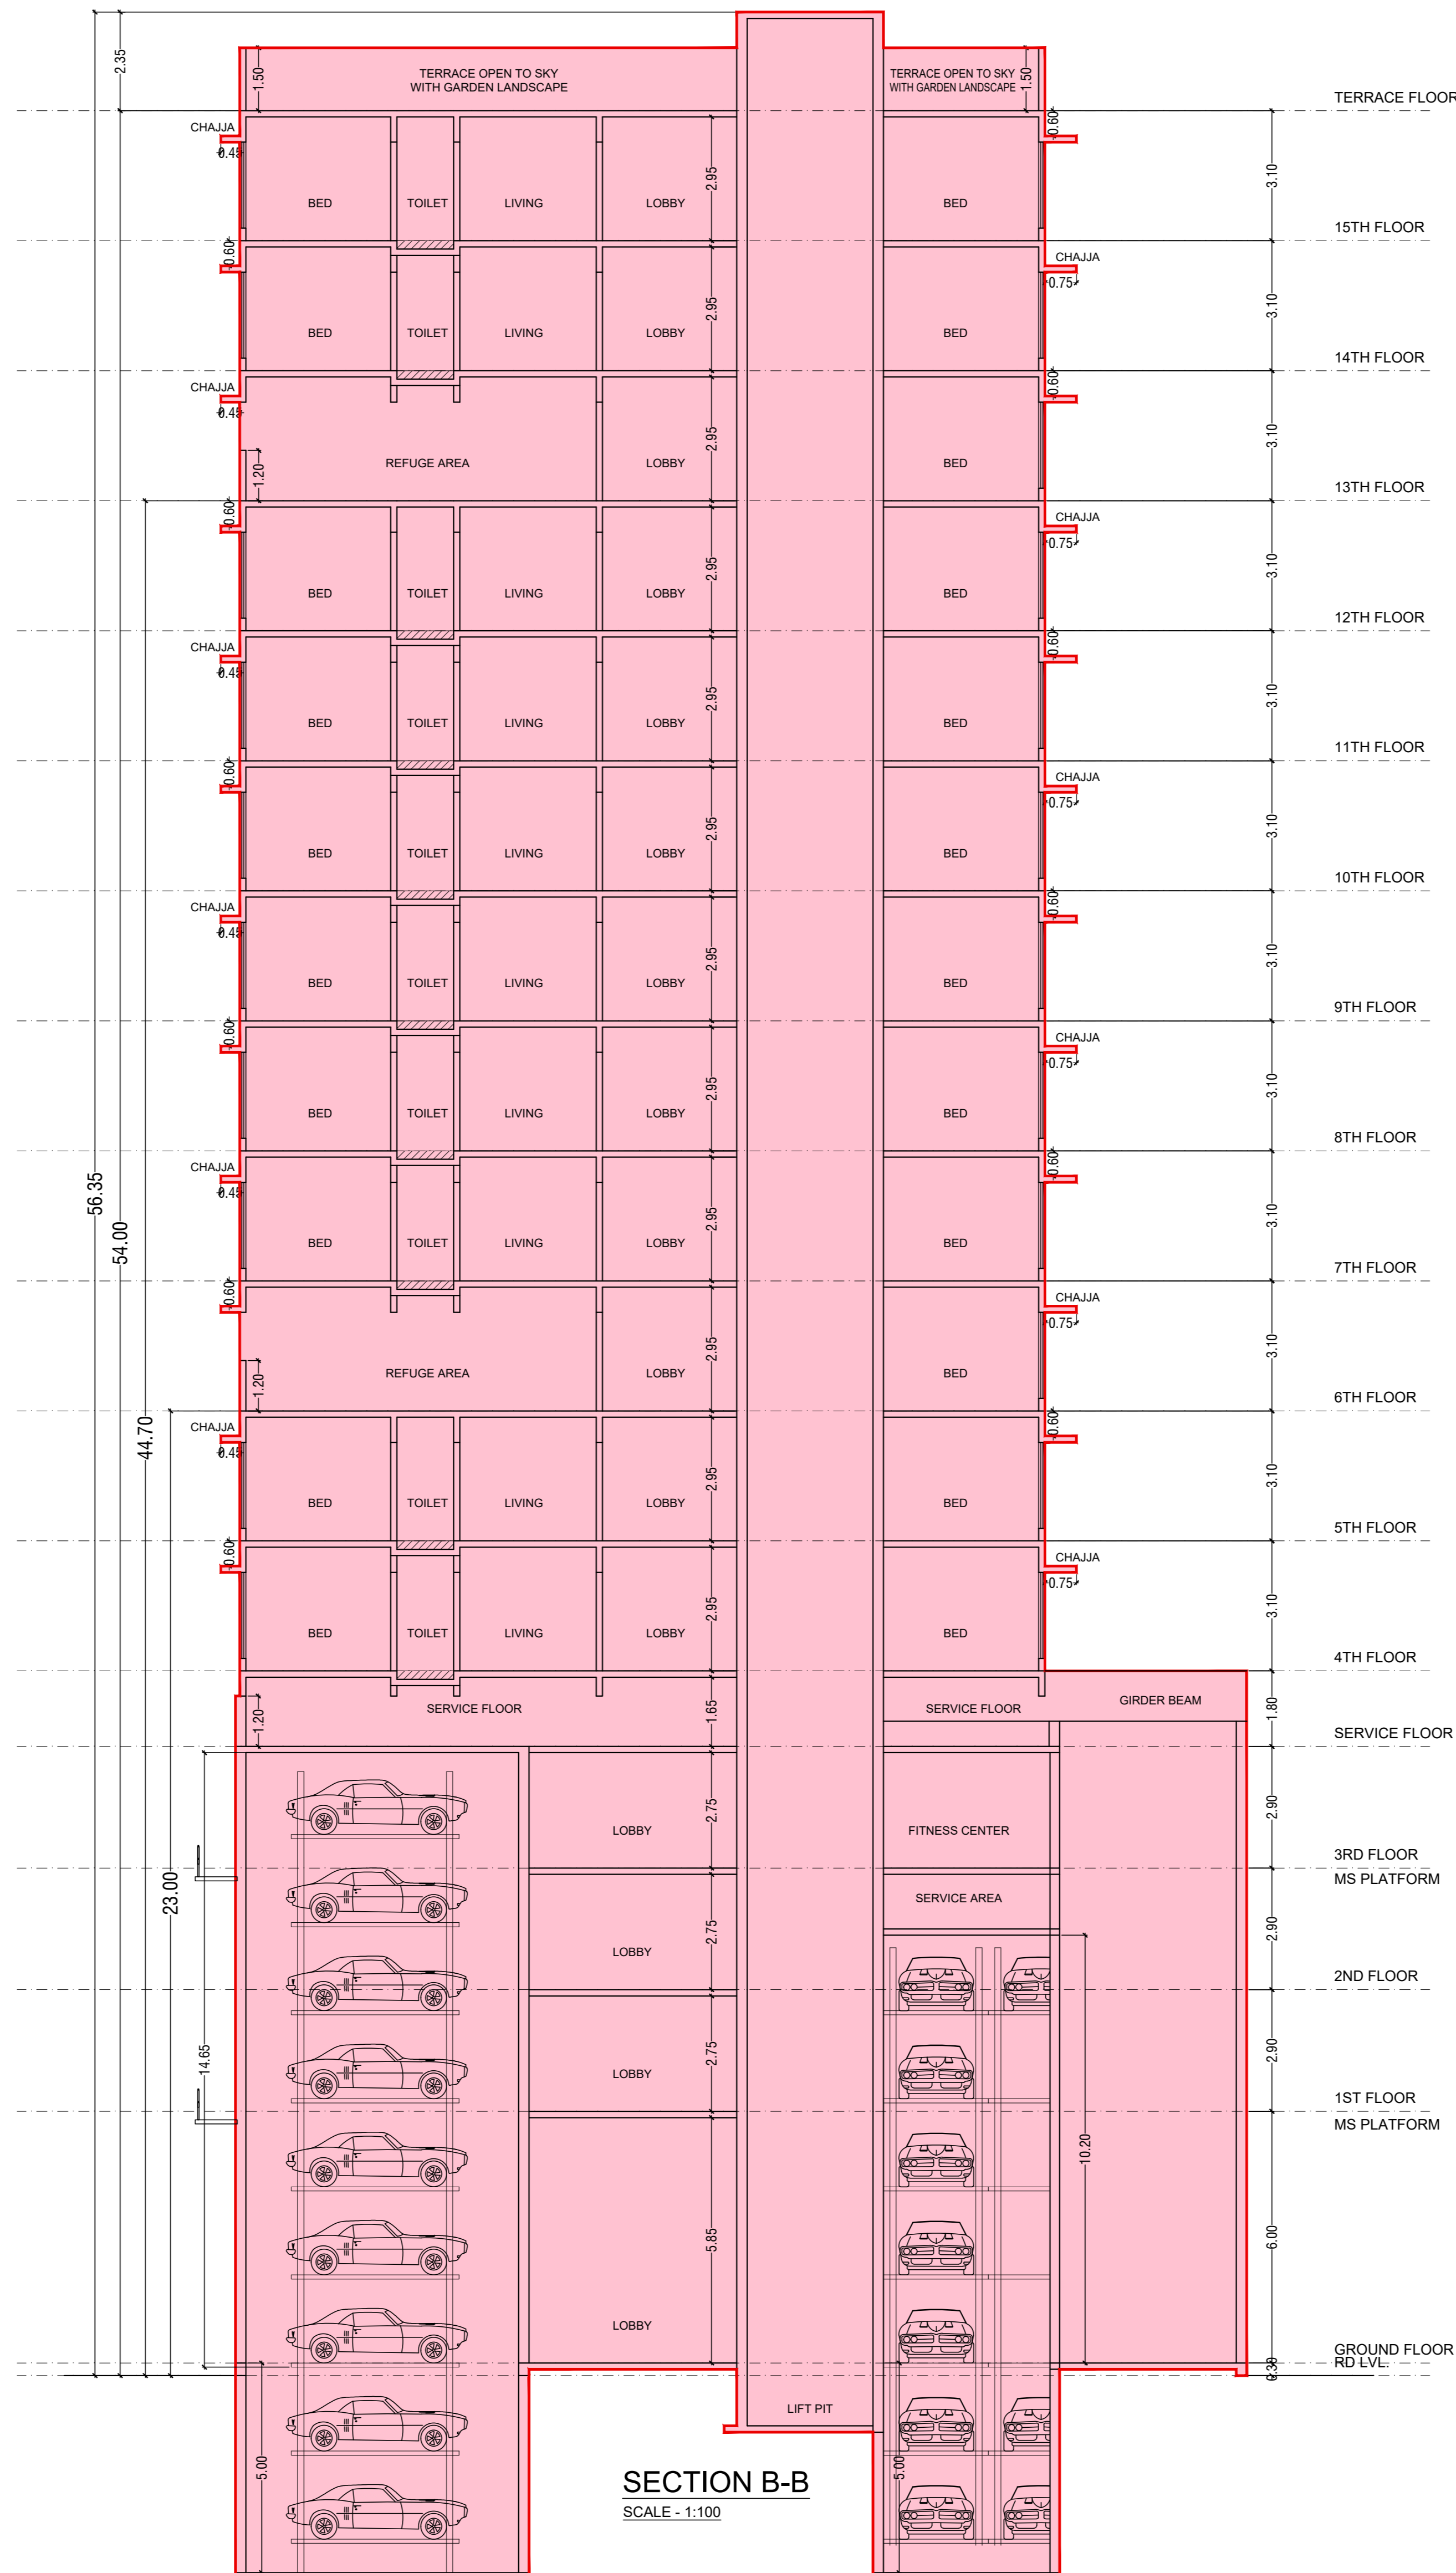 2.35
1.50
TERRACE OPEN TO SKY
WITH GARDEN LANDSCAPE
TERRACE OPEN TO SKY
WITH GARDEN LANDSCAPE
1.50
TERRACE FLOOR
CHAJJA
0.45
BED
TOILET
LIVING
LOBBY
2.95
BED
0.60
3.10
15TH FLOOR
0.60
BED
TOILET
LIVING
LOBBY
2.95
BED
CHAJJA
0.75
3.10
14TH FLOOR
CHAJJA
0.45
1.20
REFUGE AREA
LOBBY
2.95
BED
0.60
3.10
13TH FLOOR
0.60
BED
TOILET
LIVING
LOBBY
2.95
BED
CHAJJA
0.75
3.10
12TH FLOOR
CHAJJA
0.45
BED
TOILET
LIVING
LOBBY
2.95
BED
0.60
3.10
11TH FLOOR
0.60
BED
TOILET
LIVING
LOBBY
2.95
BED
CHAJJA
0.75
3.10
10TH FLOOR
CHAJJA
0.45
BED
TOILET
LIVING
LOBBY
2.95
BED
0.60
3.10
9TH FLOOR
0.60
BED
TOILET
LIVING
LOBBY
2.95
BED
CHAJJA
0.75
3.10
8TH FLOOR
56.35
54.00
CHAJJA
0.45
BED
TOILET
LIVING
LOBBY
2.95
BED
0.60
3.10
7TH FLOOR
0.60
1.20
REFUGE AREA
LOBBY
2.95
BED
CHAJJA
0.75
3.10
6TH FLOOR
44.70
CHAJJA
0.45
BED
TOILET
LIVING
LOBBY
2.95
BED
0.60
3.10
5TH FLOOR
0.60
BED
TOILET
LIVING
LOBBY
2.95
BED
CHAJJA
0.75
3.10
4TH FLOOR
1.20
SERVICE FLOOR
1.65
SERVICE FLOOR
GIRDER BEAM
1.80
SERVICE FLOOR
LOBBY
2.75
FITNESS CENTER
2.90
3RD FLOOR
MS PLATFORM
23.00
SERVICE AREA
LOBBY
2.75
2.90
2ND FLOOR
14.65
LOBBY
2.75
2.90
1ST FLOOR
MS PLATFORM
10.20
5.85
6.00
LOBBY
GROUND FLOOR
0.30
RD LVL.
LIFT PIT
5.00
5.00
SECTION B-B
SCALE - 1:100